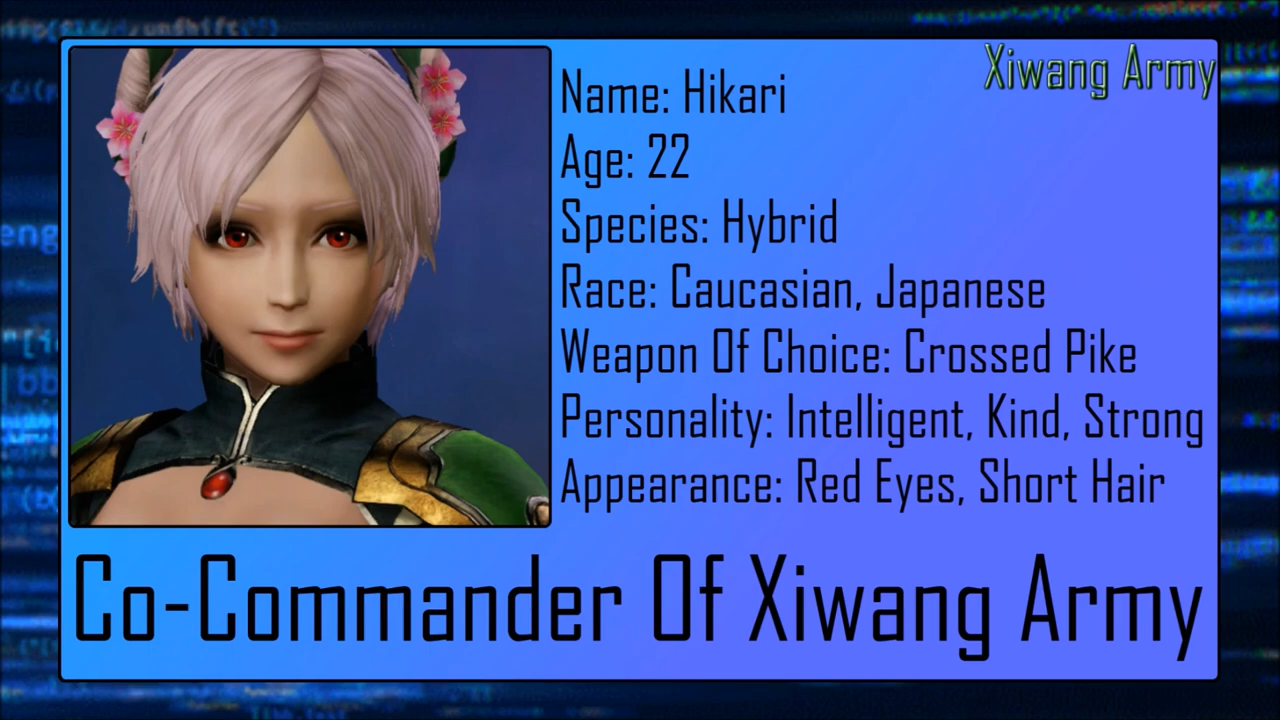 Xiwang Army
Name: Hikari
Age: 22
Species: Hybrid
Race: Caucasian, Japanese
Weapon Of Choice: Crossed Pike
Personality: Intelligent, Kind, Strong
Appearance: Red Eyes, Short Hair
Co-Commander Of Xiwang Army